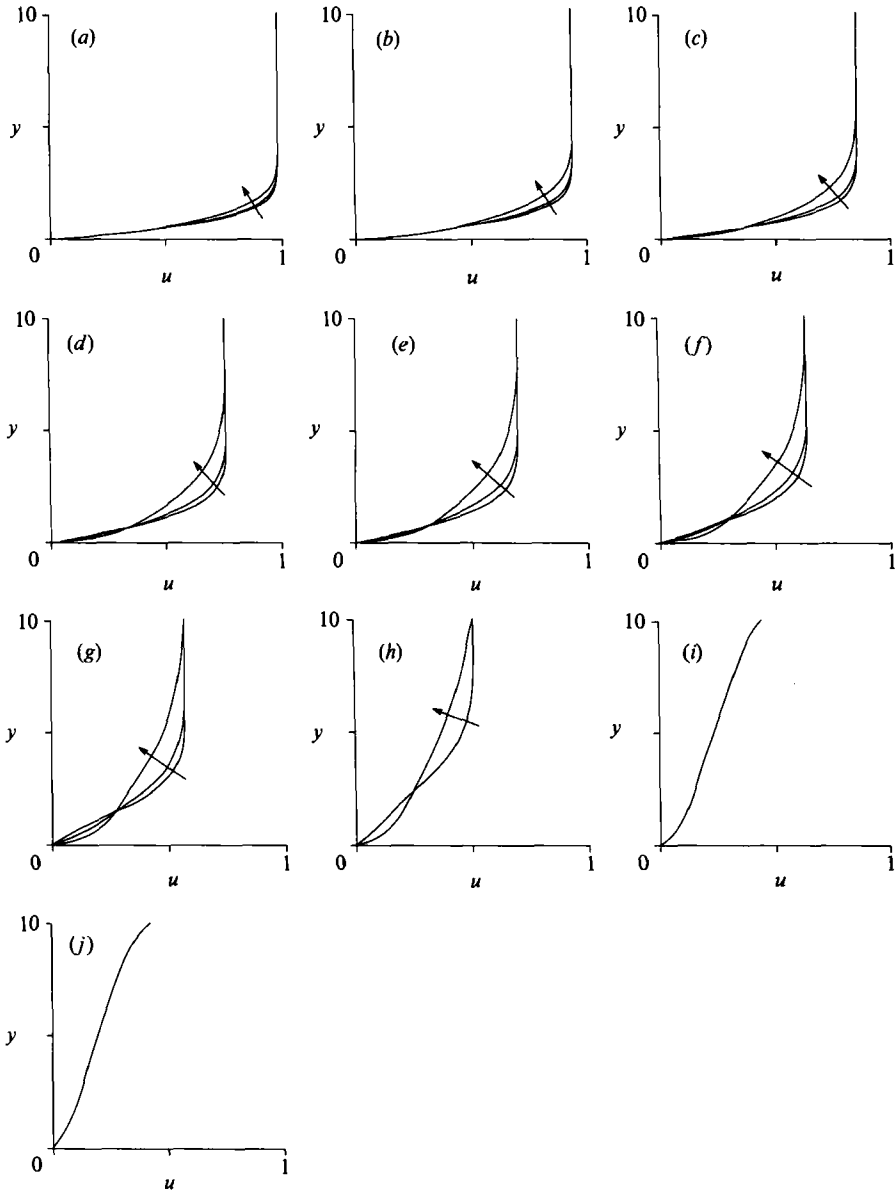 10 (a) 10 (b) 10 (c)
y y y
0 1 0 1 0 1
u u u
10 (d) 10 (e) 10 (f)
y y y
0 1 0 1 0 1
u u u
10 (g) 10 (h) 10 (i)
y y y
0 1 0 1 0 1
u u u
10 (j)
y
0 1
u